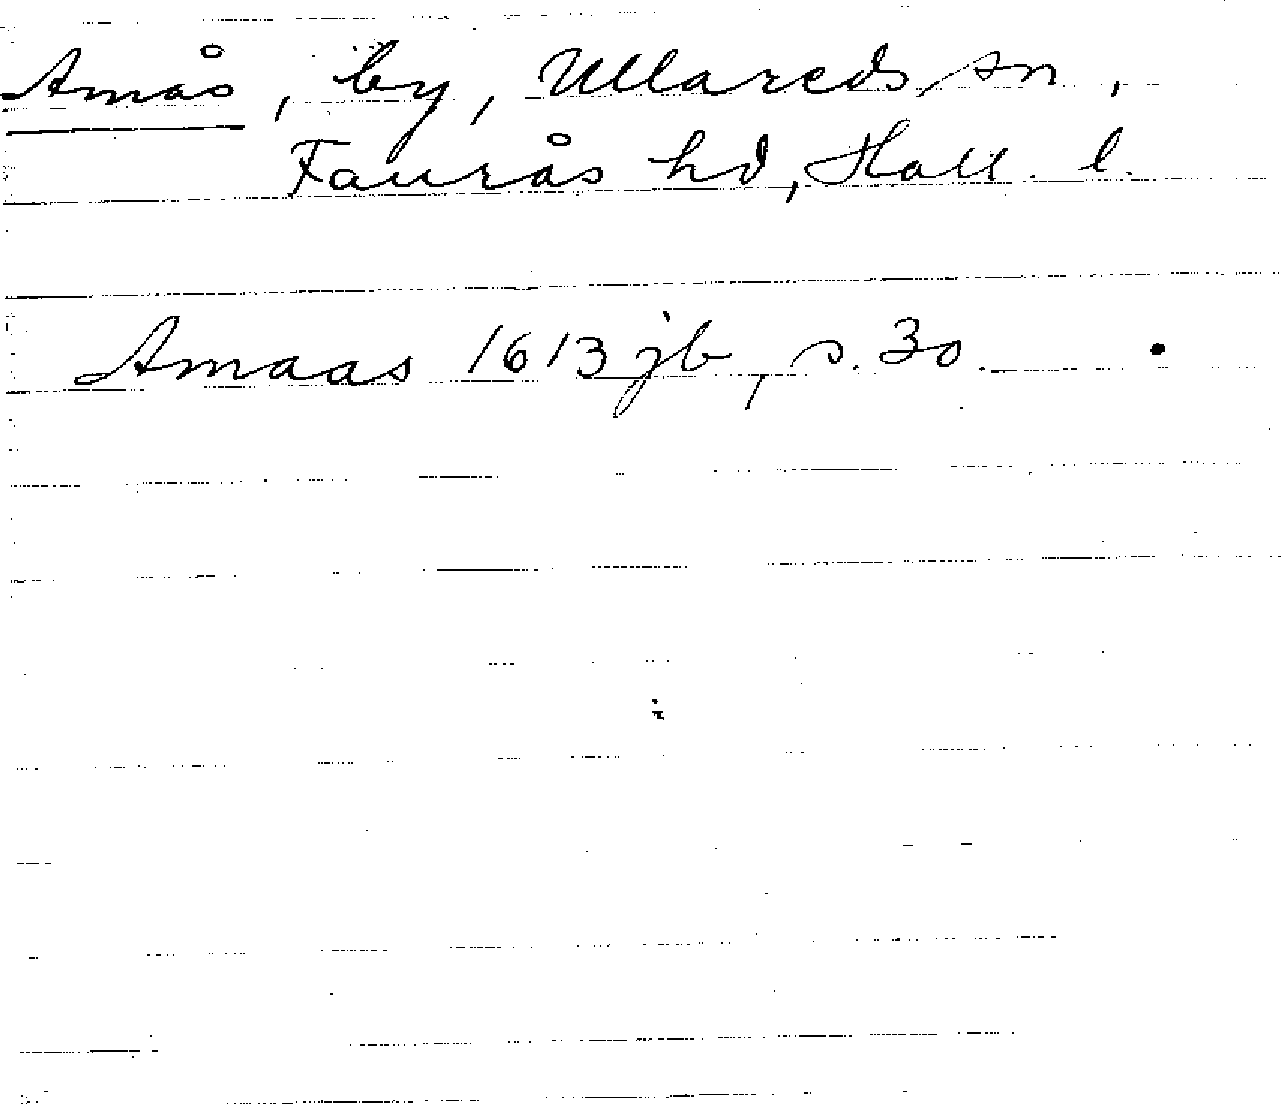 Amås, by, Ullareds sn,
Faurås hd, Hall. l.
Amaas 1613 jb, s. 30